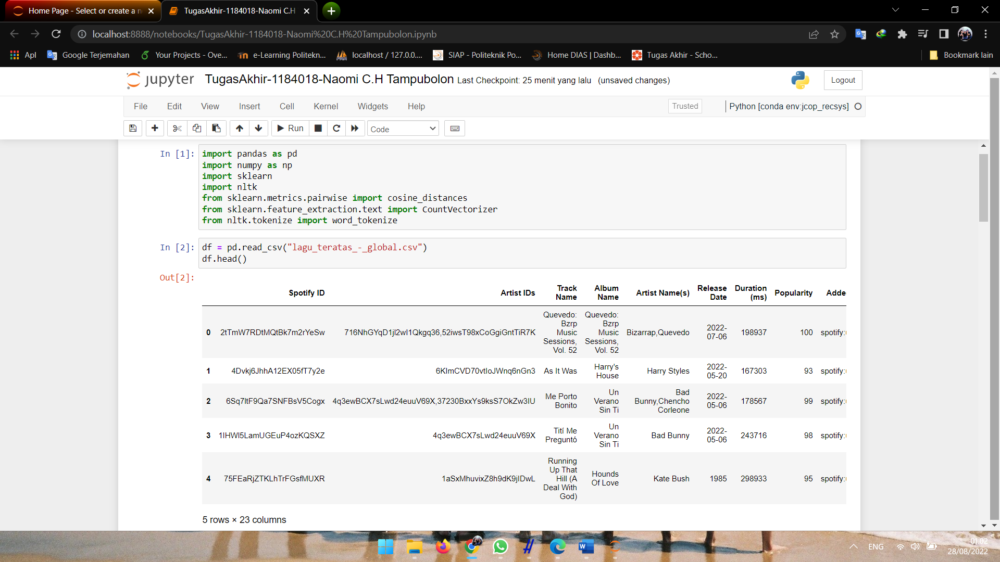 Home Page - Select or create a n
TugasAkhir-1184018-Naomi C.H
localhost:8888/notebooks/TugasAkhir-1184018-Naomi%20C.H%20Tampubolon.ipynb
Apl
Google Terjemahan
Your Projects - Ove...
e-Learning Politekn...
localhost / 127.0.0....
SIAP - Politeknik Po...
Home DIAS | Dashb...
Tugas Akhir - Scho...
Bookmark lain
jupyter TugasAkhir-1184018-Naomi C.H Tampubolon Last Checkpoint: 25 menit yang lalu (unsaved changes)
Logout
File Edit View Insert Cell Kernel Widgets Help
Trusted
Python [conda env:jcop_recsys]
Run
Code
In [1]: import pandas as pd
import numpy as np
import sklearn
import nltk
from sklearn.metrics.pairwise import cosine_distances
from sklearn.feature_extraction.text import CountVectorizer
from nltk.tokenize import word_tokenize
In [2]: df = pd.read_csv("lagu_teratas_-_global.csv")
df.head()
Out[2]:
Spotify ID Artist IDs Track Name Album Name Artist Name(s) Release Date Duration (ms) Popularity Adde
0 2tTmW7RDtMQtBk7m2rYeSw 716NhGYqD1jl2wI1Qkgq36,52iwsT98xCoGgiGntTiR7K Quevedo: Bzrp Music Sessions, Vol. 52 Quevedo: Bzrp Music Sessions, Vol. 52 Bizarrap,Quevedo 2022-07-06 198937 100 spotify:
1 4Dvkj6JhhA12EX05fT7y2e 6KImCVD70vtIoJWnq6nGn3 As It Was Harry's House Harry Styles 2022-05-20 167303 93 spotify:
2 6Sq7ltF9Qa7SNFBsV5Cogx 4q3ewBCX7sLwd24euuV69X,37230BxxYs9ksS7OkZw3IU Me Porto Bonito Un Verano Sin Ti Bad Bunny,Chencho Corleone 2022-05-06 178567 99 spotify:
3 1IHWl5LamUGEuP4ozKQSXZ 4q3ewBCX7sLwd24euuV69X Tití Me Preguntó Un Verano Sin Ti Bad Bunny 2022-05-06 243716 98 spotify:
4 75FEaRjZTKLhTrFGsfMUXR 1aSxMhuvixZ8h9dK9jIDwL Running Up That Hill (A Deal With God) Hounds Of Love Kate Bush 1985 298933 95 spotify:
5 rows × 23 columns
ENG
01.02
28/08/2022